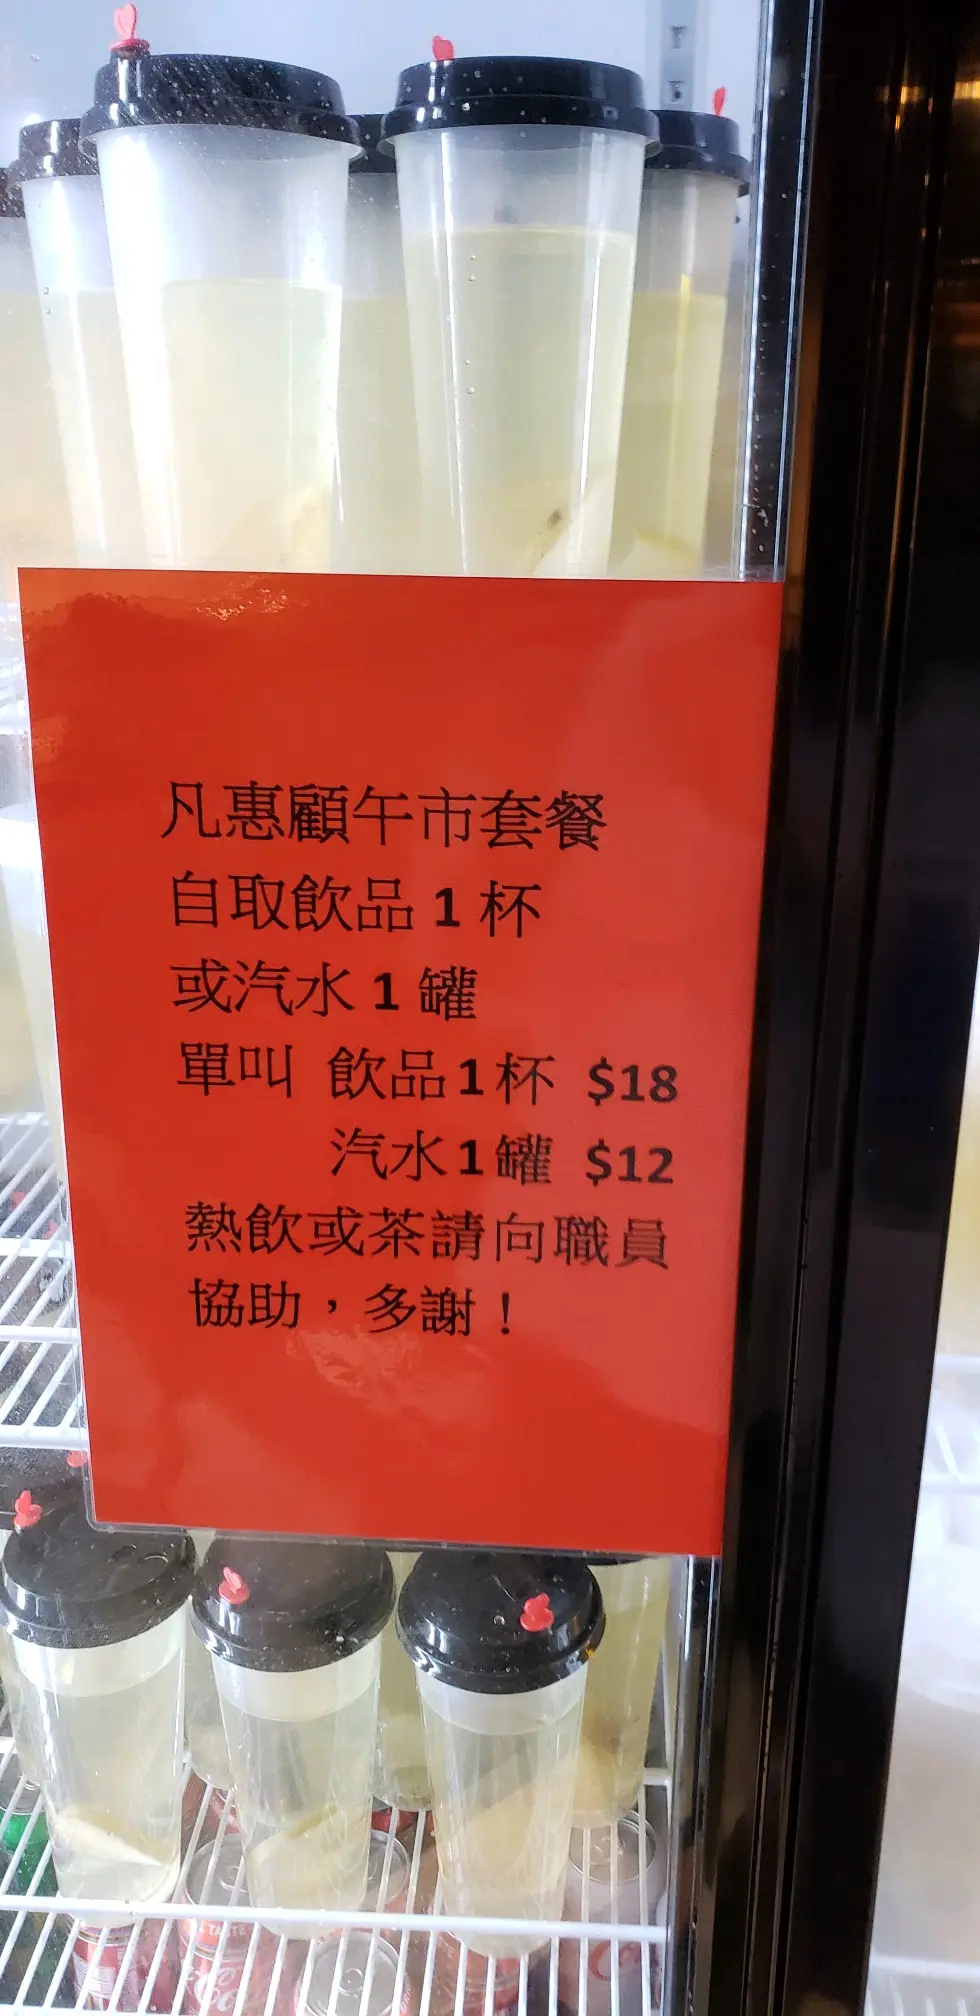 凡惠顧午市套餐
自取飲品 1 杯
或汽水 1 罐
單叫 飲品 1 杯 $18
汽水 1 罐 $12
熱飲或茶請向職員
協助，多謝！
TASTE